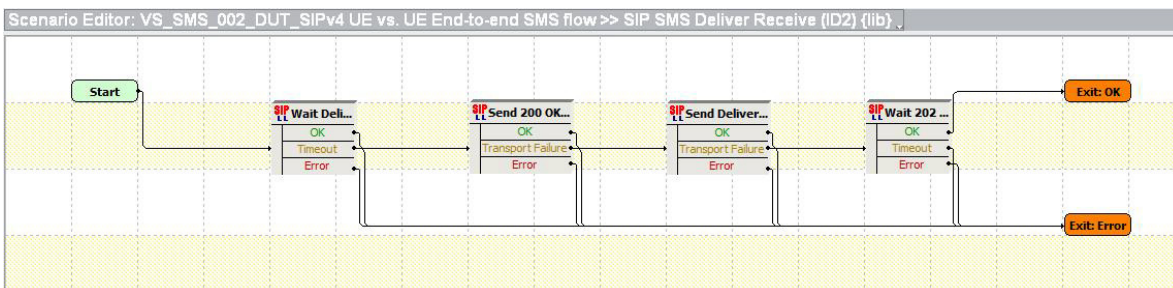 Scenario Editor: VS_SMS_002_DUT_SIPv4 UE vs. UE End-to-end SMS flow >> SIP SMS Deliver Receive (ID2) {lib}
Start
SIP LL Wait Deli...
OK
Timeout
Error
SIP LL Send 200 OK...
OK
Transport Failure
Error
SIP LL Send Deliver...
OK
Transport Failure
Error
SIP LL Wait 202 ...
OK
Timeout
Error
Exit: OK
Exit: Error